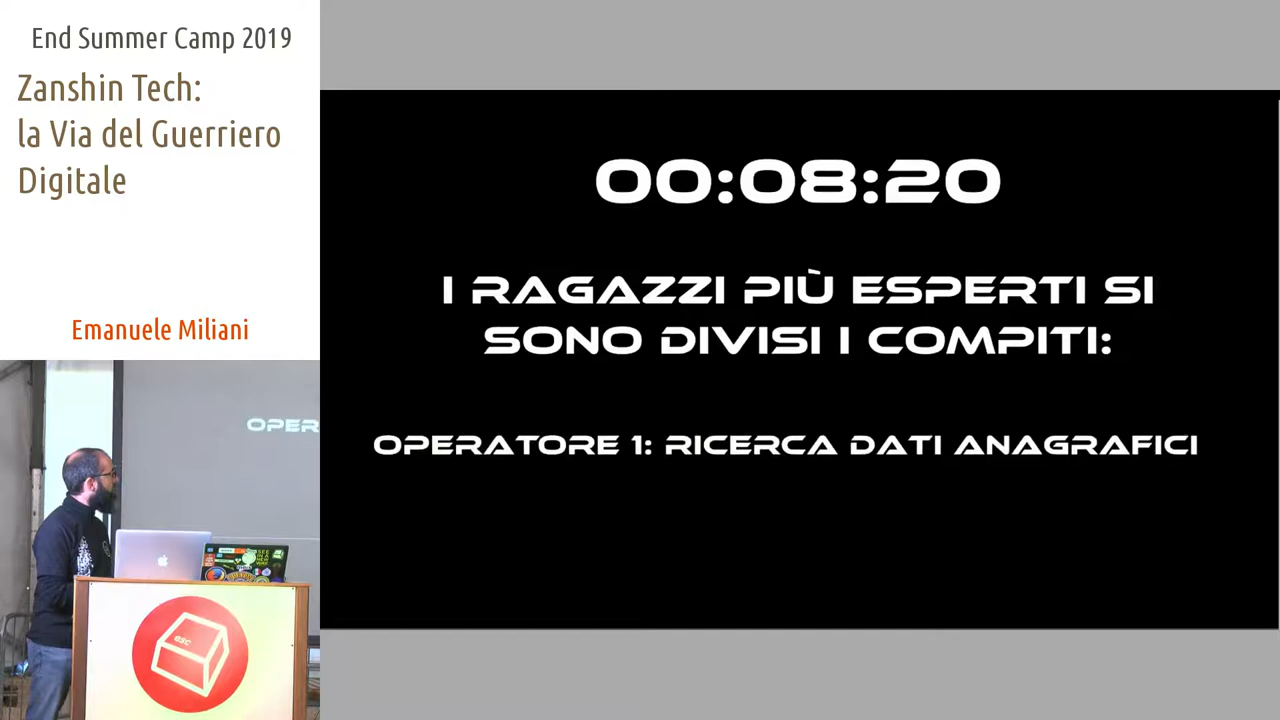 End Summer Camp 2019
Zanshin Tech:
la Via del Guerriero
Digitale
Emanuele Miliani
00:08:20
I RAGAZZI PIÙ ESPERTI SI
SONO DIVISI I COMPITI:
OPERATORE 1: RICERCA DATI ANAGRAFICI
OPER
esc